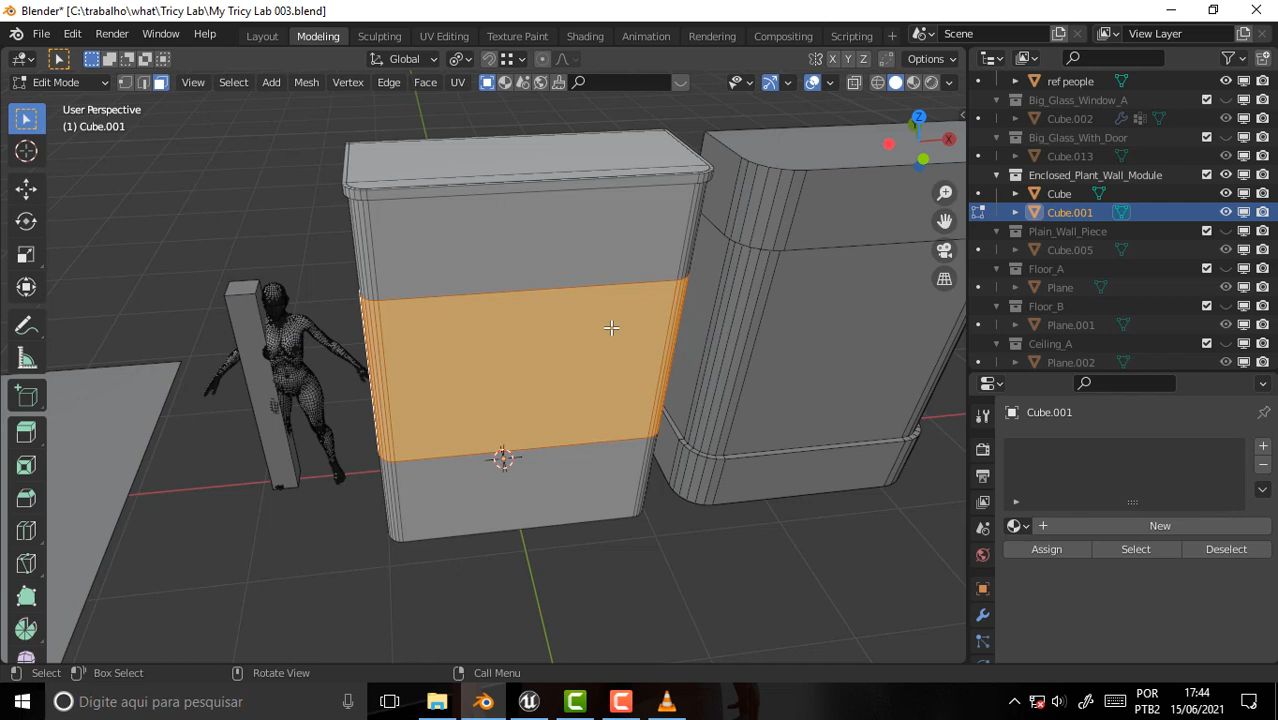 Blender* [C:\trabalho\what\Tricy Lab\My Tricy Lab 003.blend]
File Edit Render Window Help Layout Modeling Sculpting UV Editing Texture Paint Shading Animation Rendering Compositing Scripting + Scene View Layer
Global X Y Z Options
Edit Mode View Select Add Mesh Vertex Edge Face UV
User Perspective
(1) Cube.001
Z
X
ref people
Big_Glass_Window_A
Cube.002
Big_Glass_With_Door
Cube.013
Enclosed_Plant_Wall_Module
Cube
Cube.001
Plain_Wall_Piece
Cube.005
Floor_A
Plane
Floor_B
Plane.001
Ceiling_A
Plane.002
Cube.001
New
Assign Select Deselect
Select Box Select Rotate View Call Menu
Digite aqui para pesquisar
POR
PTB2
17:44
15/06/2021